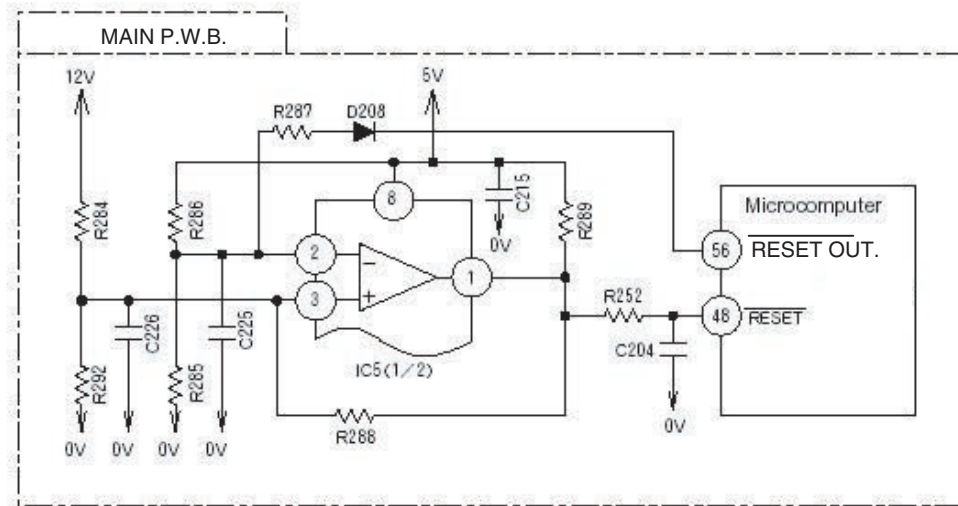 MAIN P.W.B.
12V
5V
R287
D208
R284
R286
8
C215
R289
0V
Microcomputer
2
56
RESET OUT.
1
3
R252
48
RESET
C226
C225
C204
R292
R285
IC5(1/2)
R288
0V
0V
0V
0V
0V